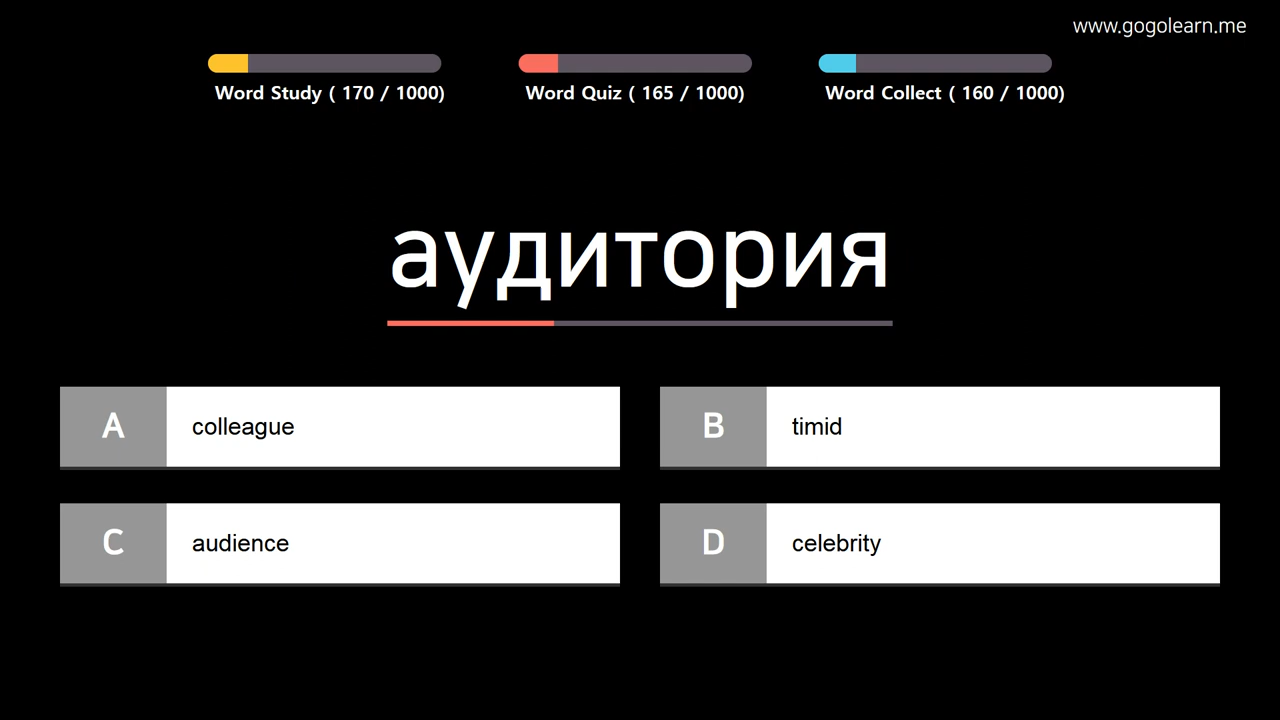 www.gogolearn.me
Word Study ( 170 / 1000)
Word Quiz ( 165 / 1000)
Word Collect ( 160 / 1000)
аудитория
A colleague
B timid
C audience
D celebrity